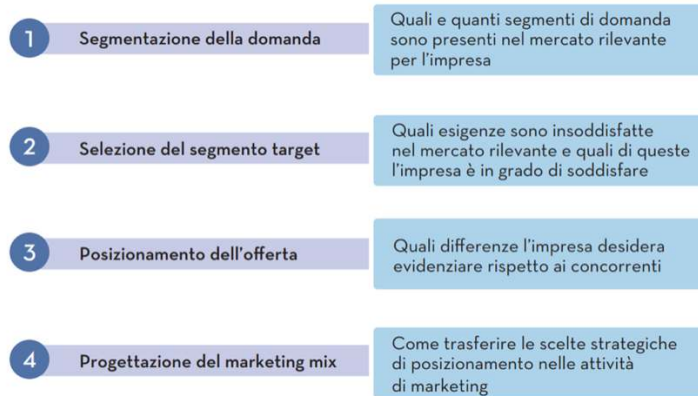 1
Segmentazione della domanda
Quali e quanti segmenti di domanda
sono presenti nel mercato rilevante
per l'impresa
2
Selezione del segmento target
Quali esigenze sono insoddisfatte
nel mercato rilevante e quali di queste
l'impresa è in grado di soddisfare
3
Posizionamento dell'offerta
Quali differenze l'impresa desidera
evidenziare rispetto ai concorrenti
4
Progettazione del marketing mix
Come trasferire le scelte strategiche
di posizionamento nelle attività
di marketing